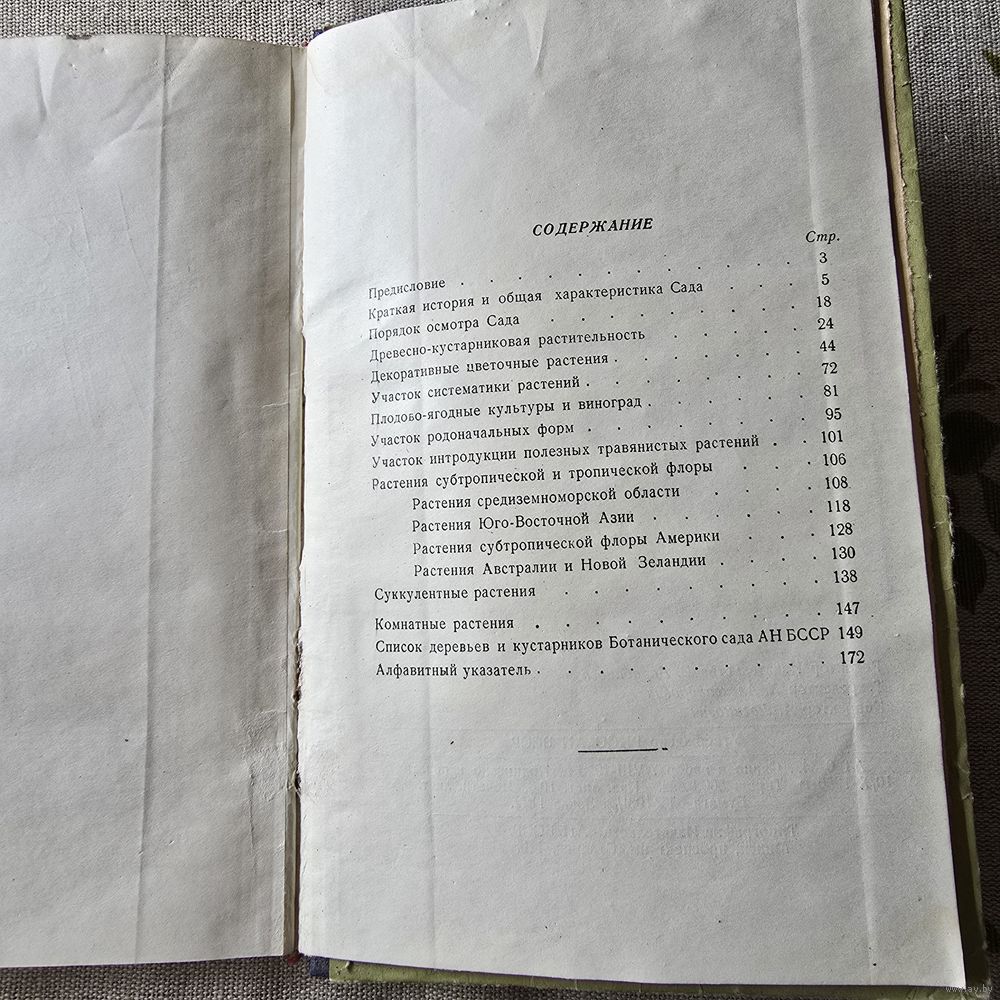 СОДЕРЖАНИЕ
Стр.
Предисловие . . . . . . . . . . . 3
Краткая история и общая характеристика Сада . . . . 5
Порядок осмотра Сада . . . . . . . . . 18
Древесно-кустарниковая растительность . . . . . 24
Декоративные цветочные растения . . . . . . . 44
Участок систематики растений . . . . . . . . 72
Плодово-ягодные культуры и виноград . . . . . . 81
Участок родоначальных форм . . . . . . . . 95
Участок интродукции полезных травянистых растений . . 101
Растения субтропической и тропической флоры . . . . 106
Растения средиземноморской области . . . . . 108
Растения Юго-Восточной Азии . . . . . . 118
Растения субтропической флоры Америки . . . . 128
Растения Австралии и Новой Зеландии . . . . 130
Суккулентные растения . . . . . . . . . 138
Комнатные растения . . . . . . . . . . 147
Список деревьев и кустарников Ботанического сада АН БССР 149
Алфавитный указатель . . . . . . . . . . 172